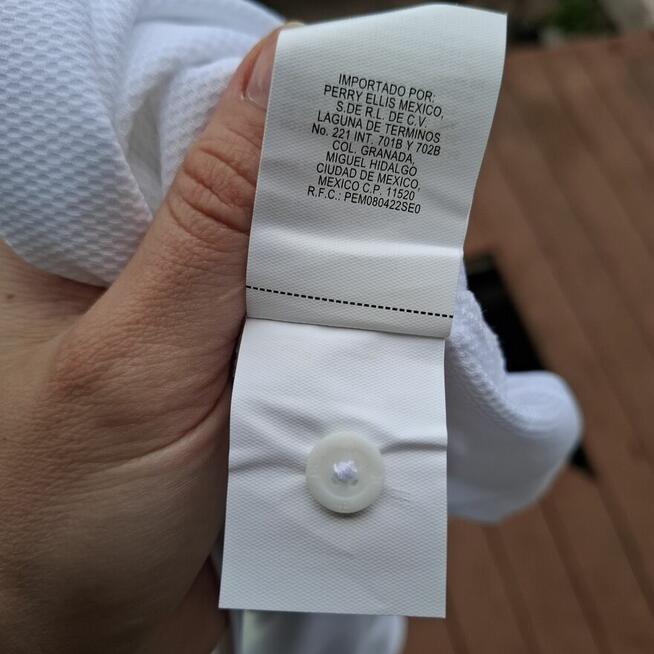 IMPORTADO POR.
PERRY ELLIS MEXICO,
S.DE R.L. DE C.V.
LAGUNA DE TERMINOS
No. 221 INT. 701B Y 702B
COL. GRANADA,
MIGUEL HIDALGO
CIUDAD DE MEXICO,
MEXICO C.P. 11520
R.F.C.: PEM080422SE0